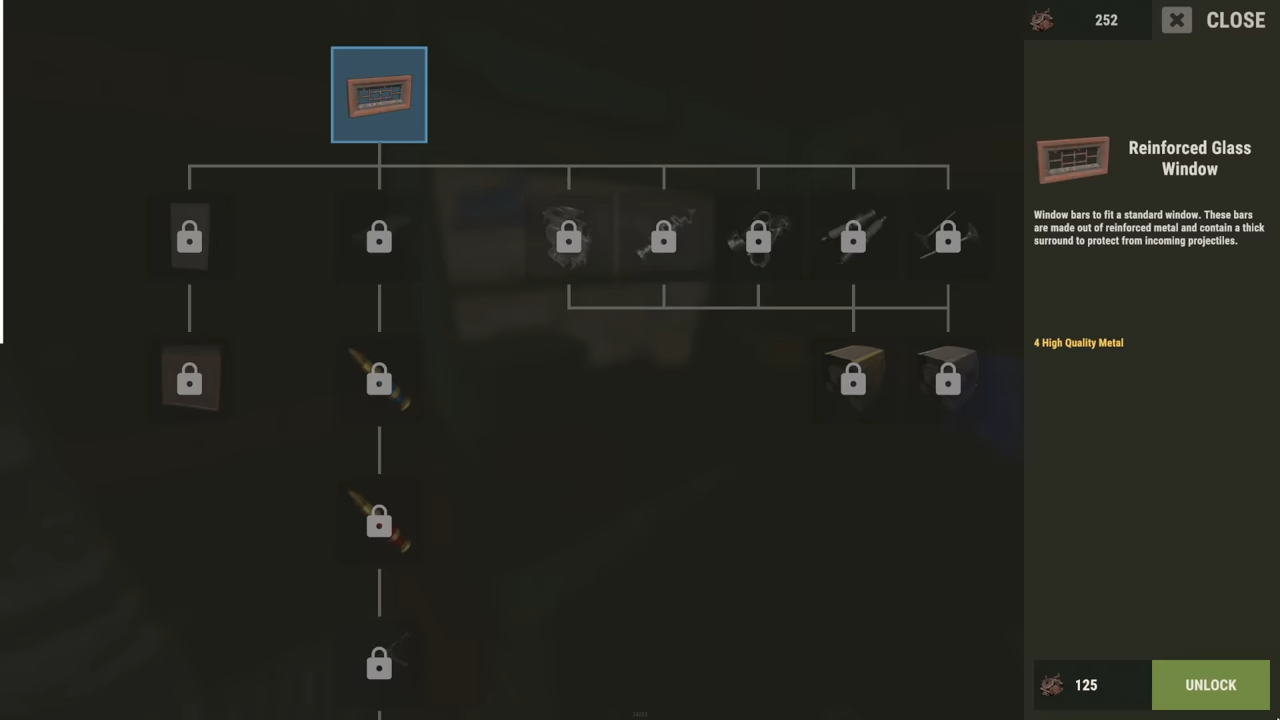 252
CLOSE
Reinforced Glass
Window
Window bars to fit a standard window. These bars
are made out of reinforced metal and contain a thick
surround to protect from incoming projectiles.
4 High Quality Metal
125
UNLOCK